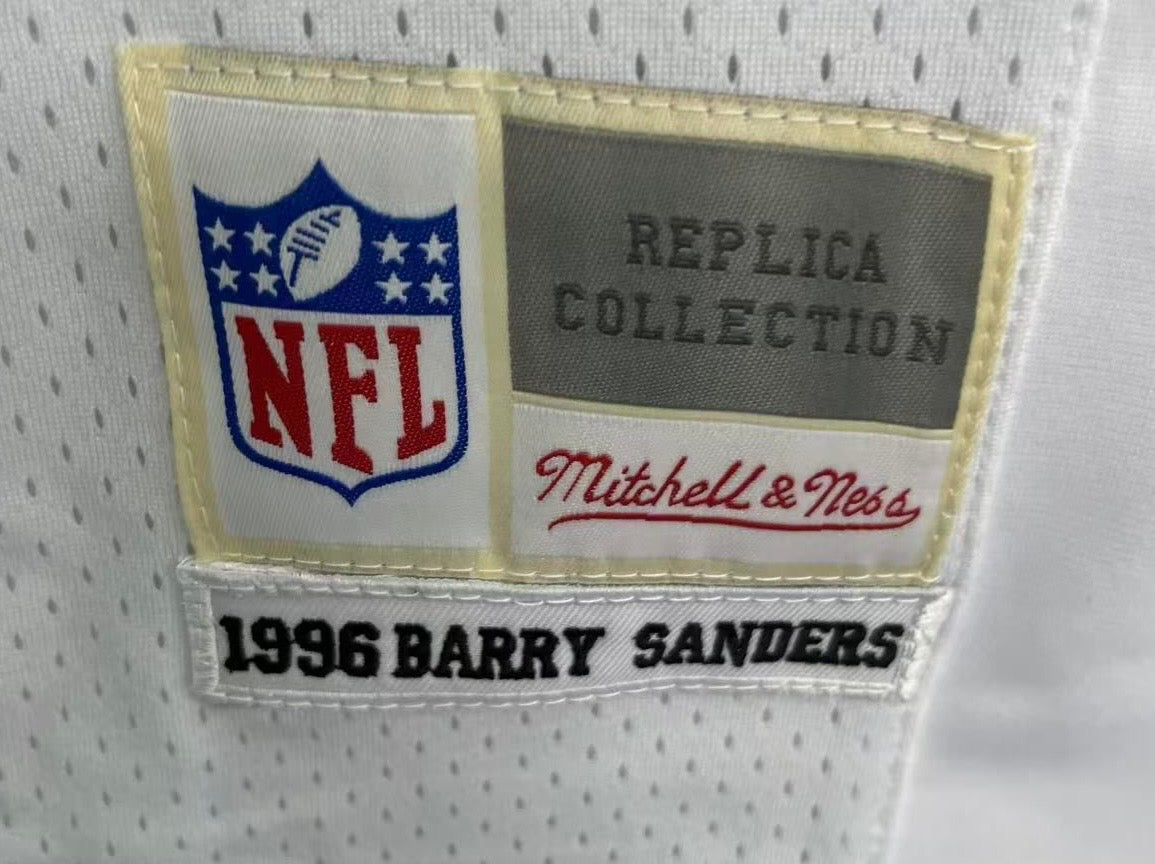 NFL
REPLICA
COLLECTION
Mitchell & Ness
1996 BARRY SANDERS